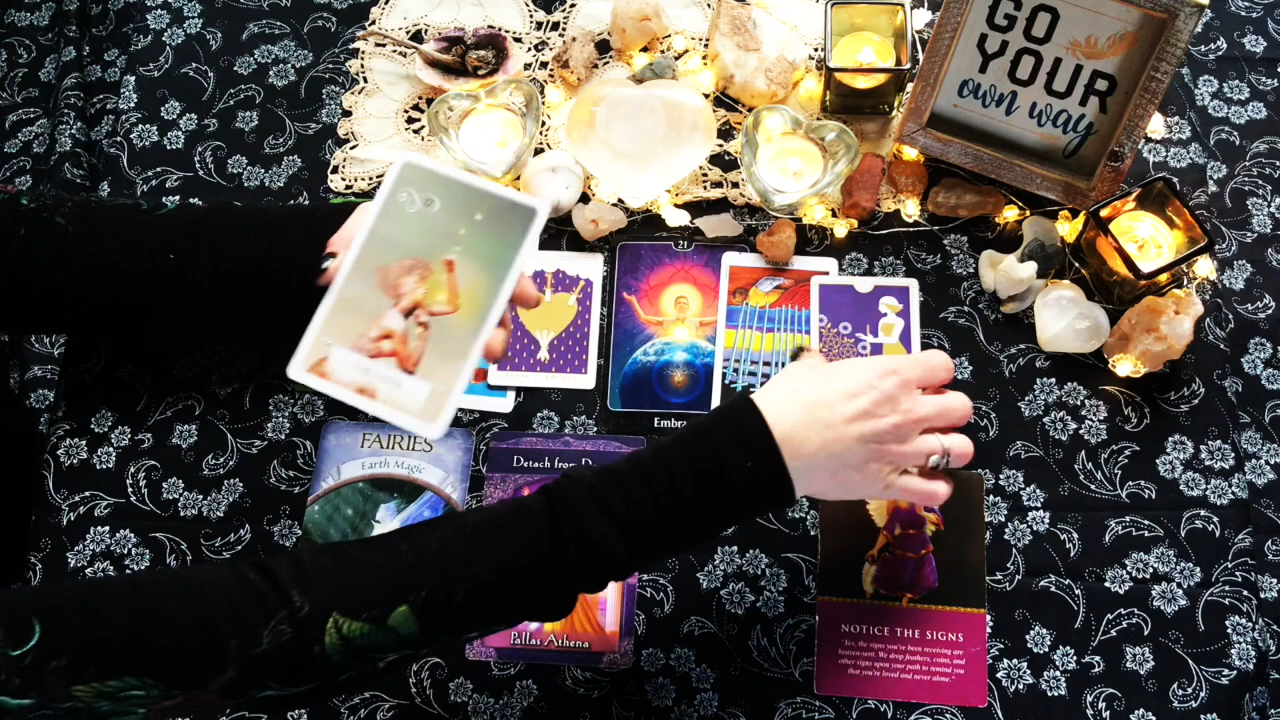 GO
YOUR
own way
21
Embra
FAIRIES
Earth Magic
Detach from D
Pallas Athena
NOTICE THE SIGNS
"Yes, the signs you've been receiving are
heaven-sent. We drop feathers, coins, and
other signs upon your path to remind you
that you're loved and never alone."